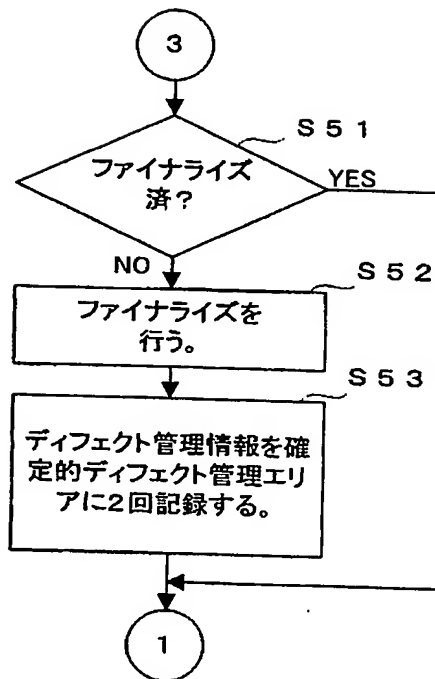 3
S51
ファイナライズ
済?
YES
NO
S52
ファイナライズを
行う。
S53
ディフェクト管理情報を確
定的ディフェクト管理エリ
アに2回記録する。
1